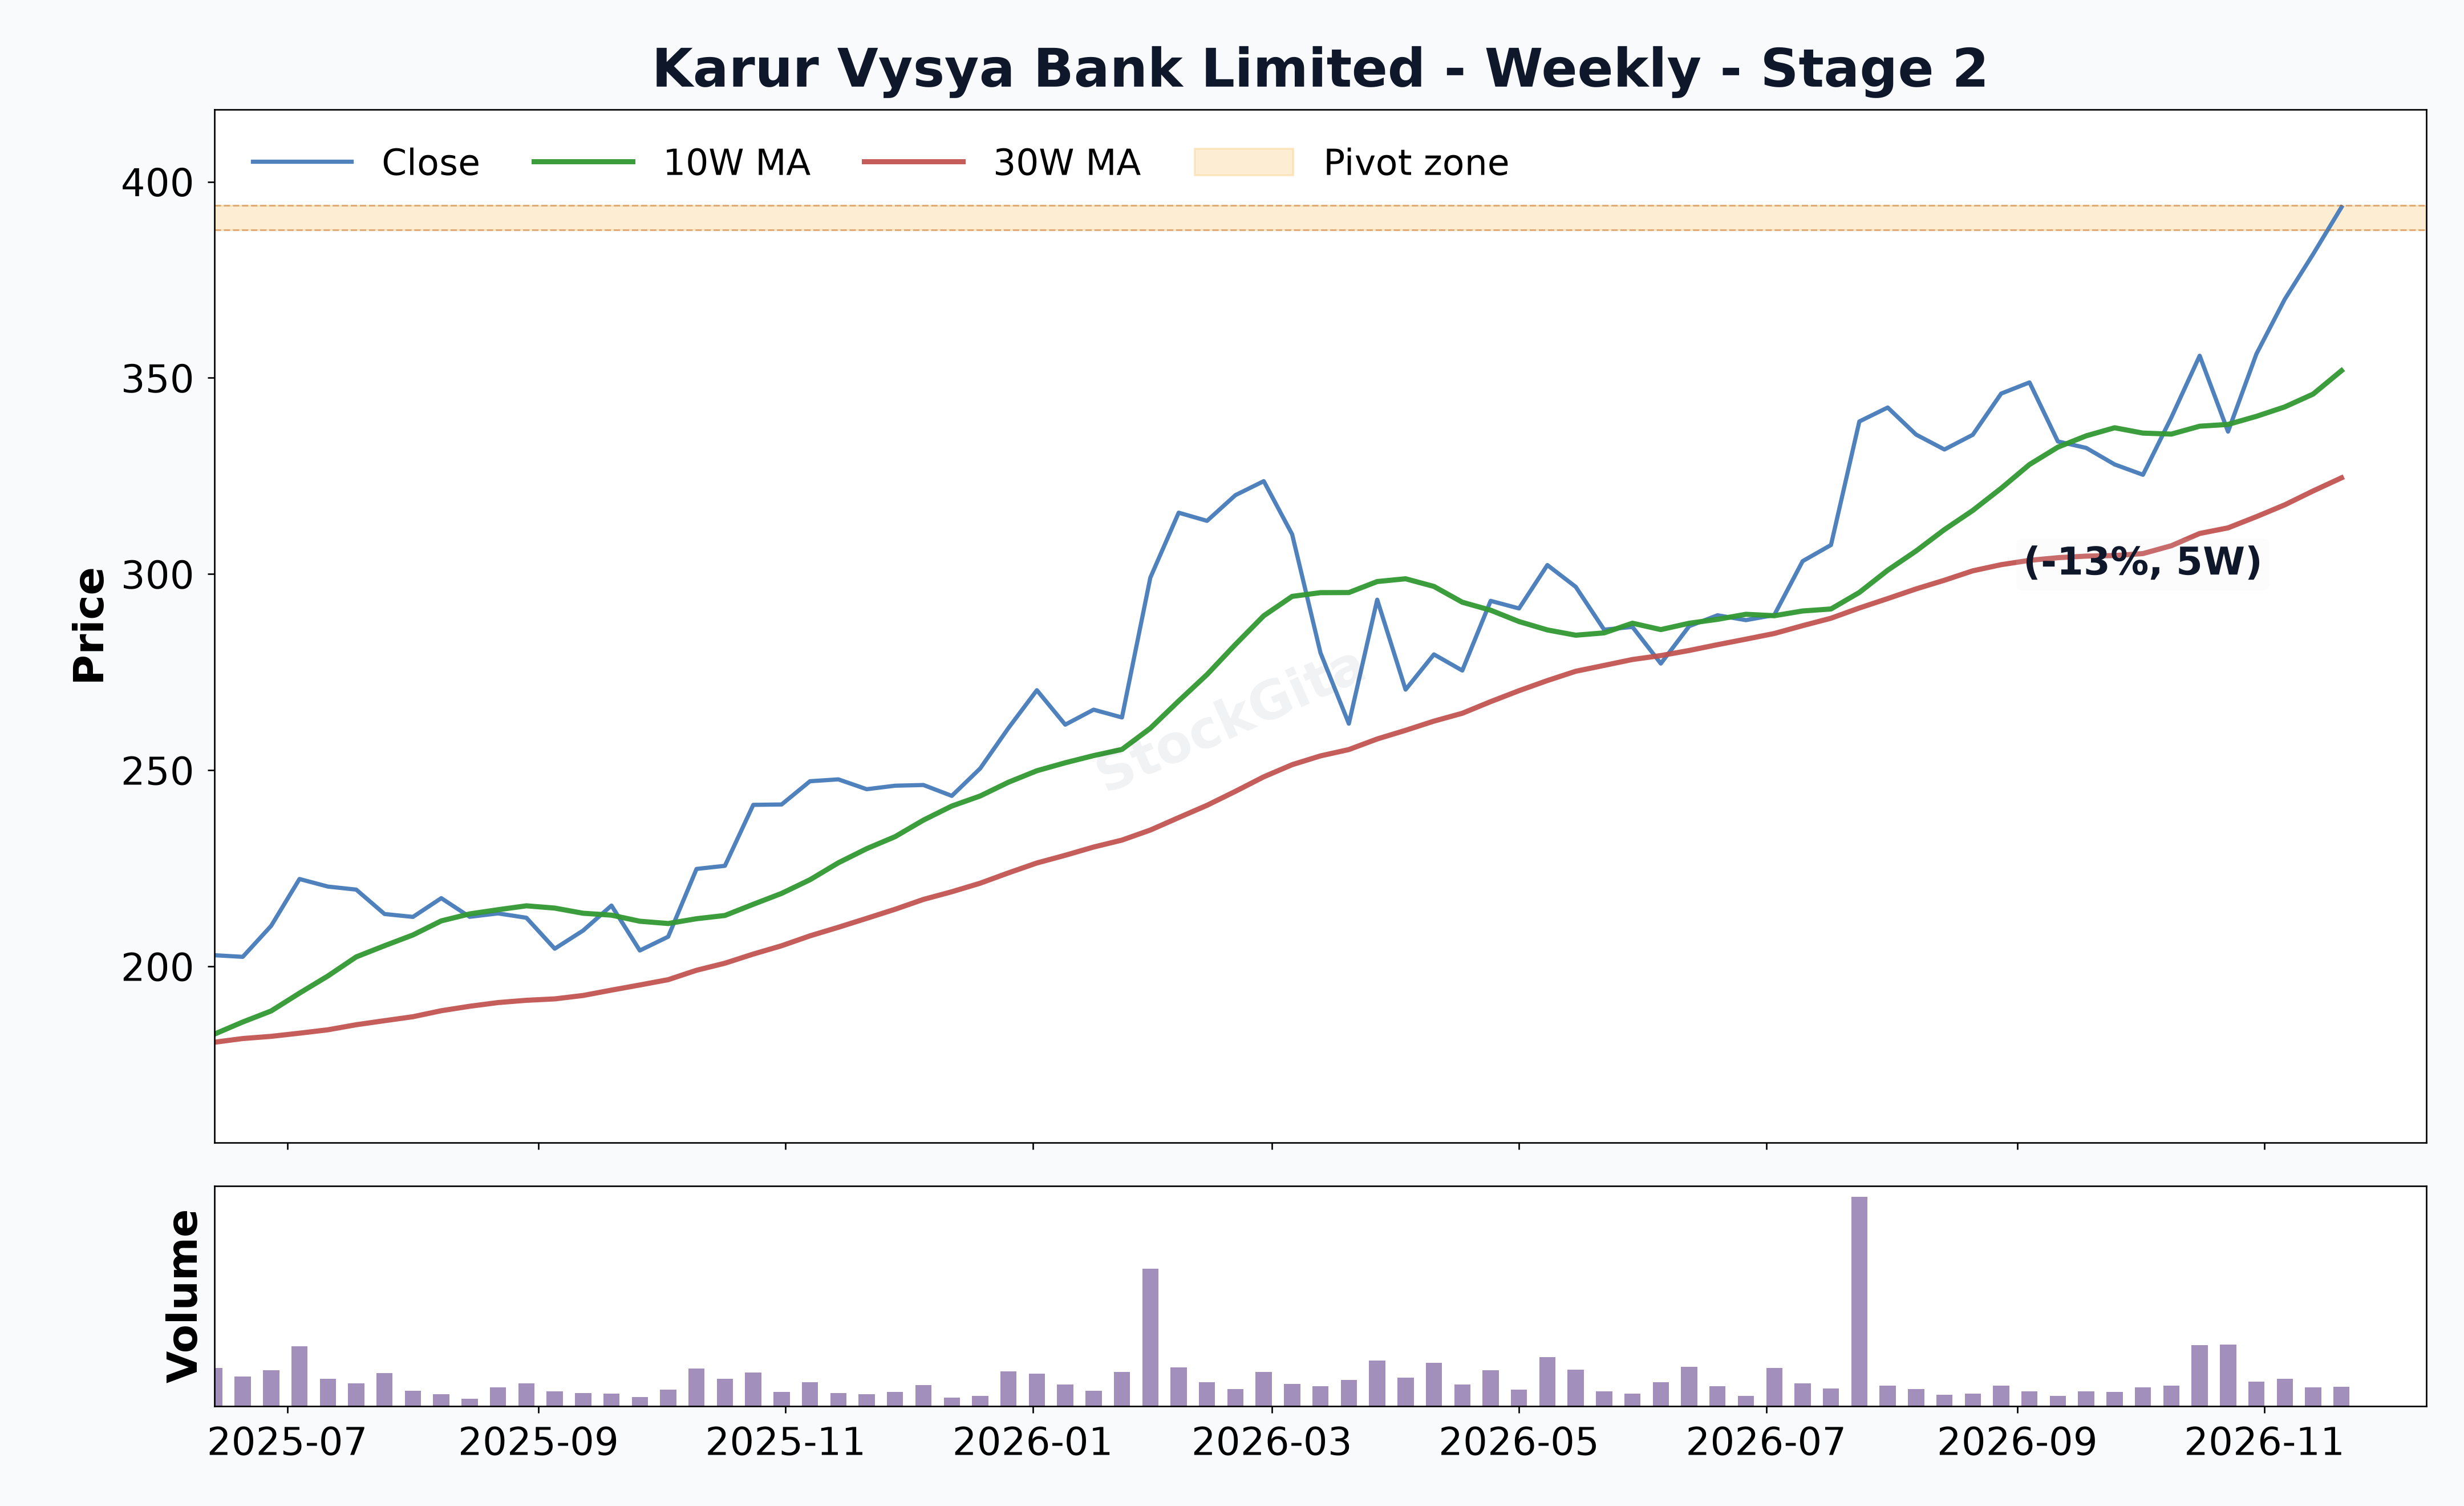 Karur Vysya Bank Limited - Weekly - Stage 2
Close 10W MA 30W MA Pivot zone
400
350
300
250
200
Price
(-13%, 5W)
StockGita
Volume
2025-07 2025-09 2025-11 2026-01 2026-03 2026-05 2026-07 2026-09 2026-11